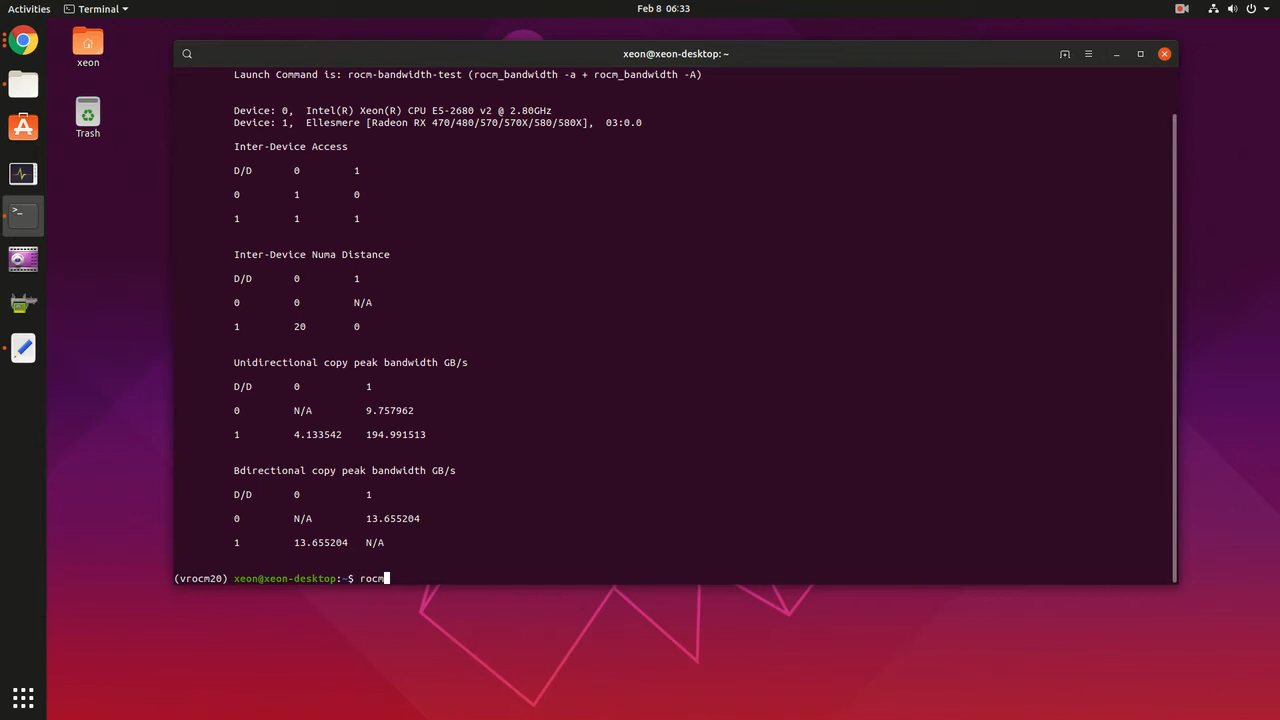 Activities Terminal Feb 8 06:33
xeon
Trash
xeon@xeon-desktop: ~
Launch Command is: rocm-bandwidth-test (rocm_bandwidth -a + rocm_bandwidth -A)
Device: 0, Intel(R) Xeon(R) CPU E5-2680 v2 @ 2.80GHz
Device: 1, Ellesmere [Radeon RX 470/480/570/570X/580/580X], 03:0.0
Inter-Device Access
D/D 0 1
0 1 0
1 1 1
Inter-Device Numa Distance
D/D 0 1
0 0 N/A
1 20 0
Unidirectional copy peak bandwidth GB/s
D/D 0 1
0 N/A 9.757962
1 4.133542 194.991513
Bdirectional copy peak bandwidth GB/s
D/D 0 1
0 N/A 13.655204
1 13.655204 N/A
(vrocm20) xeon@xeon-desktop:~$ rocm